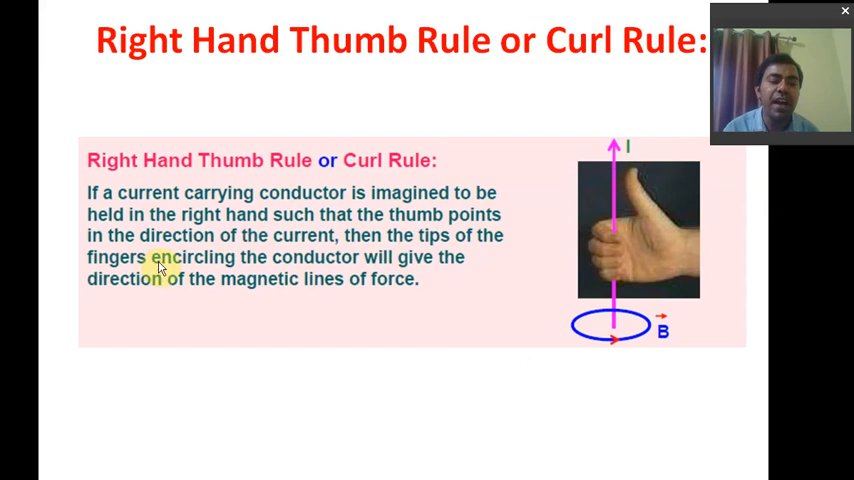 Right Hand Thumb Rule or Curl Rule:
Right Hand Thumb Rule or Curl Rule:
If a current carrying conductor is imagined to be
held in the right hand such that the thumb points
in the direction of the current, then the tips of the
fingers encircling the conductor will give the
direction of the magnetic lines of force.
I
B